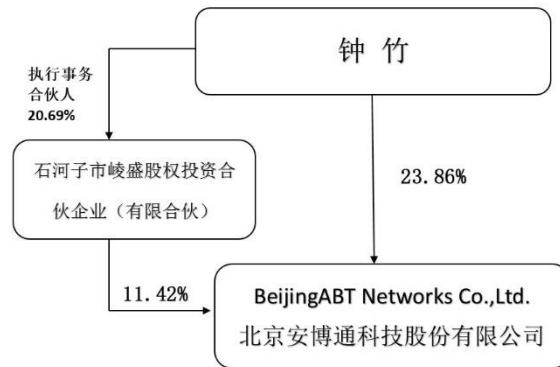 钟 竹
执行事务
合伙人
20.69%
石河子市崚盛股权投资合
伙企业（有限合伙）
23.86%
11.42%
BeijingABT Networks Co.,Ltd.
北京安博通科技股份有限公司